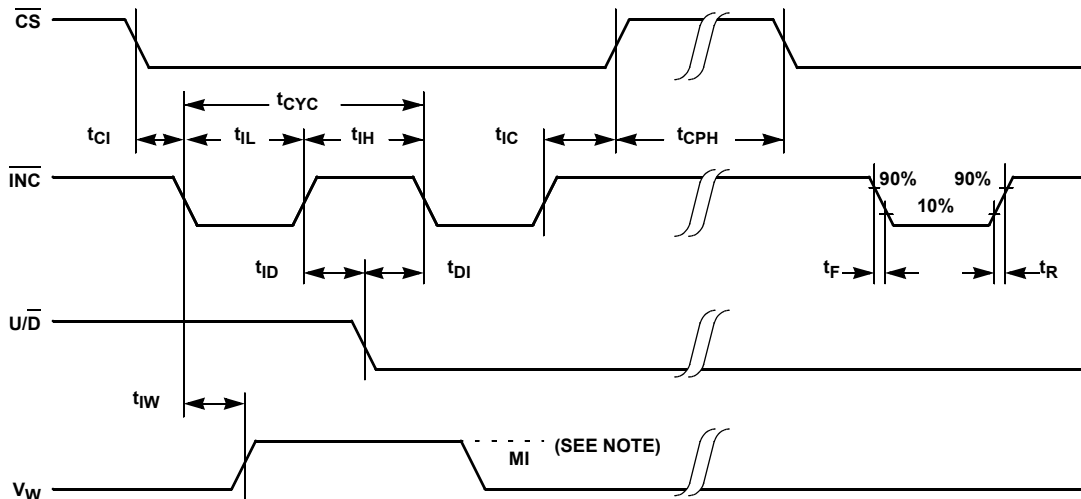 CS
tCYC
tCI tIL tIH tIC tCPH
INC
90% 90%
10%
tID tDI tF tR
U/D
tIW
MI (SEE NOTE)
VW